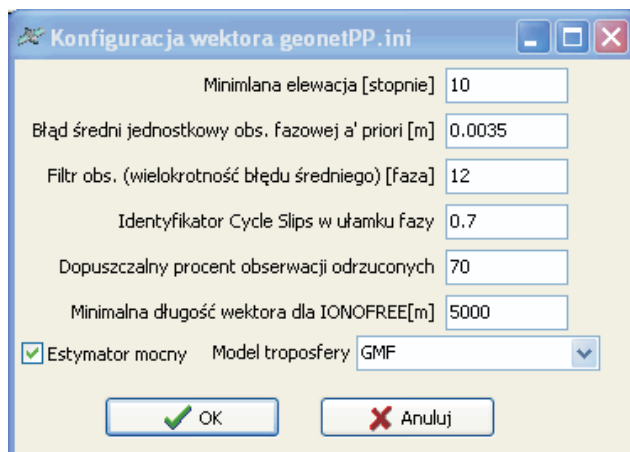 Konfiguracja wektora geonetPP.ini
Minimlana elewacja [stopnie] 10
Błąd średni jednostkowy obs. fazowej a' priori [m] 0.0035
Filtr obs. (wielokrotność błędu średniego) [faza] 12
Identyfikator Cycle Slips w ułamku fazy 0.7
Dopuszczalny procent obserwacji odrzuconych 70
Minimalna długość wektora dla IONOFREE[m] 5000
Estymator mocny Model troposfery GMF
OK Anuluj